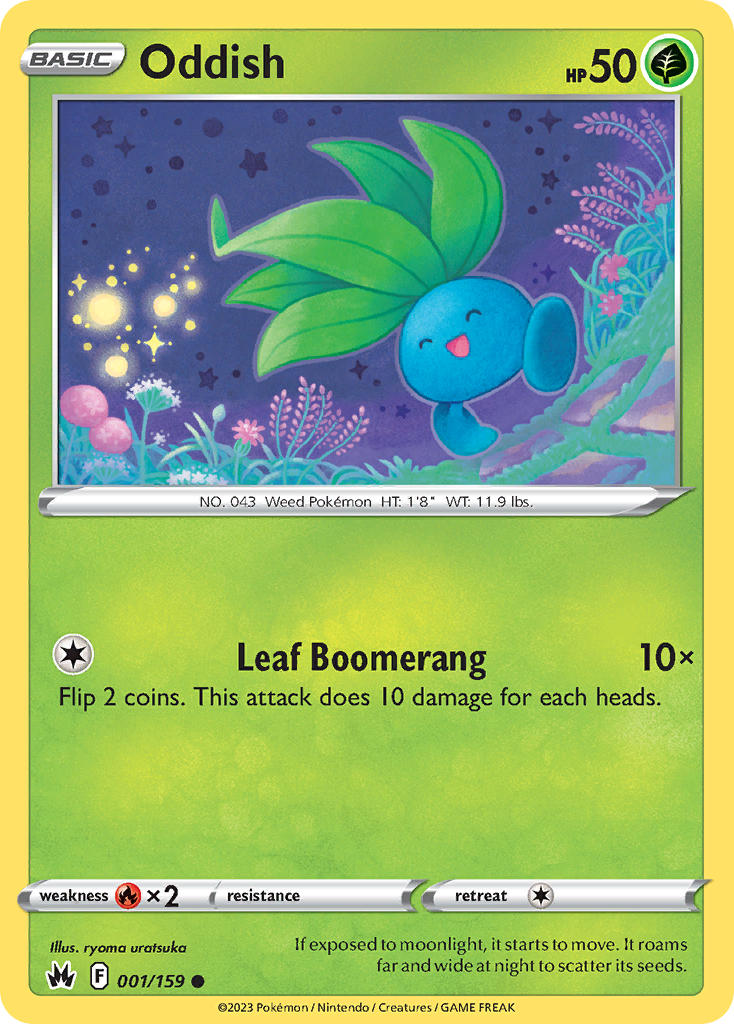 BASIC Oddish HP 50
NO. 043 Weed Pokémon HT: 1'8" WT: 11.9 lbs.
Leaf Boomerang 10×
Flip 2 coins. This attack does 10 damage for each heads.
weakness ×2 resistance retreat
Illus. ryoma uratsuka
If exposed to moonlight, it starts to move. It roams
far and wide at night to scatter its seeds.
F 001/159
©2023 Pokémon / Nintendo / Creatures / GAME FREAK